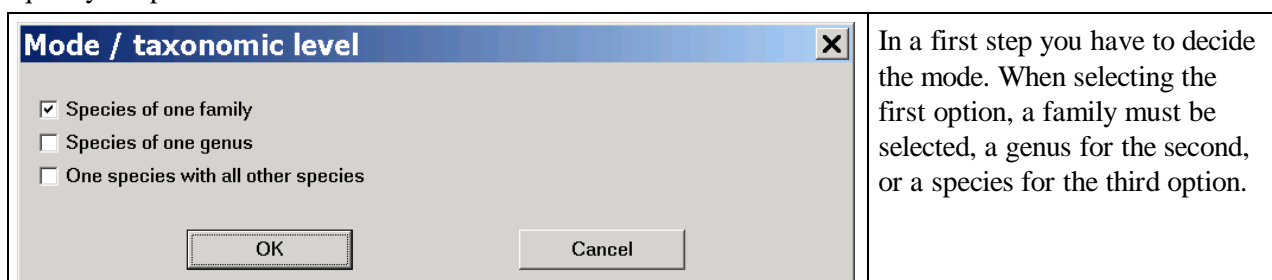 Mode / taxonomic level
Species of one family
Species of one genus
One species with all other species
OK
Cancel
In a first step you have to decide
the mode. When selecting the
first option, a family must be
selected, a genus for the second,
or a species for the third option.